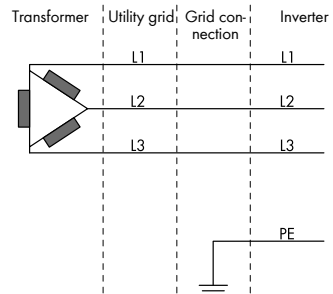 Transformer
Utility grid
Grid con-
nection
Inverter
L1
L1
L2
L2
L3
L3
PE